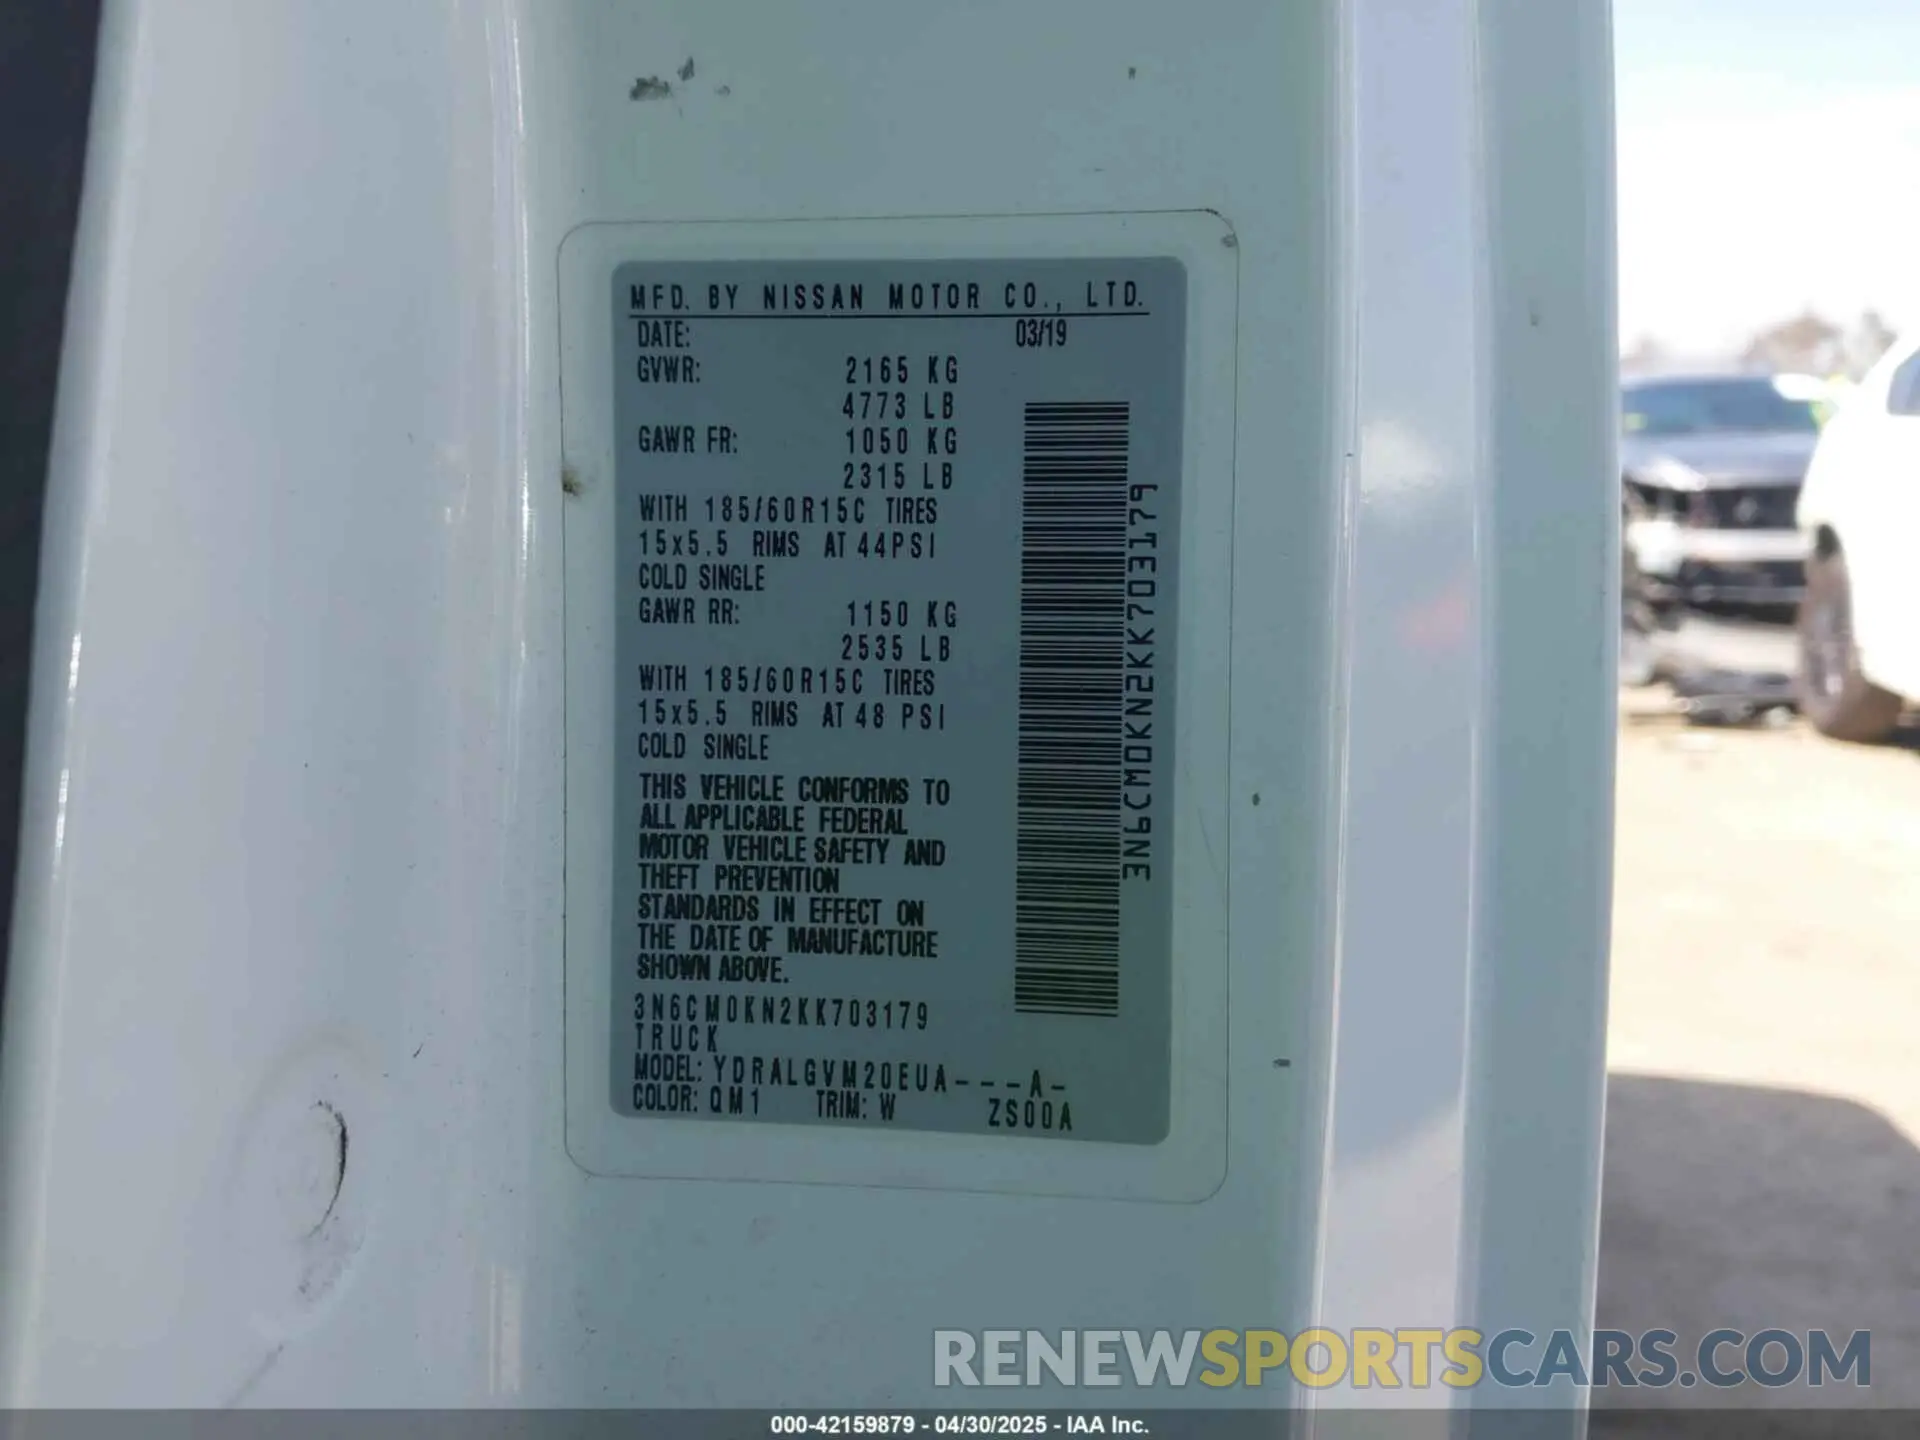 MFD. BY NISSAN MOTOR CO., LTD.
DATE: 03/19
GVWR: 2165 KG
4773 LB
GAWR FR: 1050 KG
2315 LB
WITH 185/60R15C TIRES
15x5.5 RIMS AT 44PSI
COLD SINGLE
GAWR RR: 1150 KG
2535 LB
WITH 185/60R15C TIRES
15x5.5 RIMS AT 48 PSI
COLD SINGLE
THIS VEHICLE CONFORMS TO
ALL APPLICABLE FEDERAL
MOTOR VEHICLE SAFETY AND
THEFT PREVENTION
STANDARDS IN EFFECT ON
THE DATE OF MANUFACTURE
SHOWN ABOVE.
3N6CM0KN2KK703179
TRUCK
MODEL: YDRALGVM20EUA---A-
COLOR: QM1 TRIM: W ZS00A
3N6CM0KN2KK703179
RENEWSPORTSCARS.COM
000-42159879 - 04/30/2025 - IAA Inc.